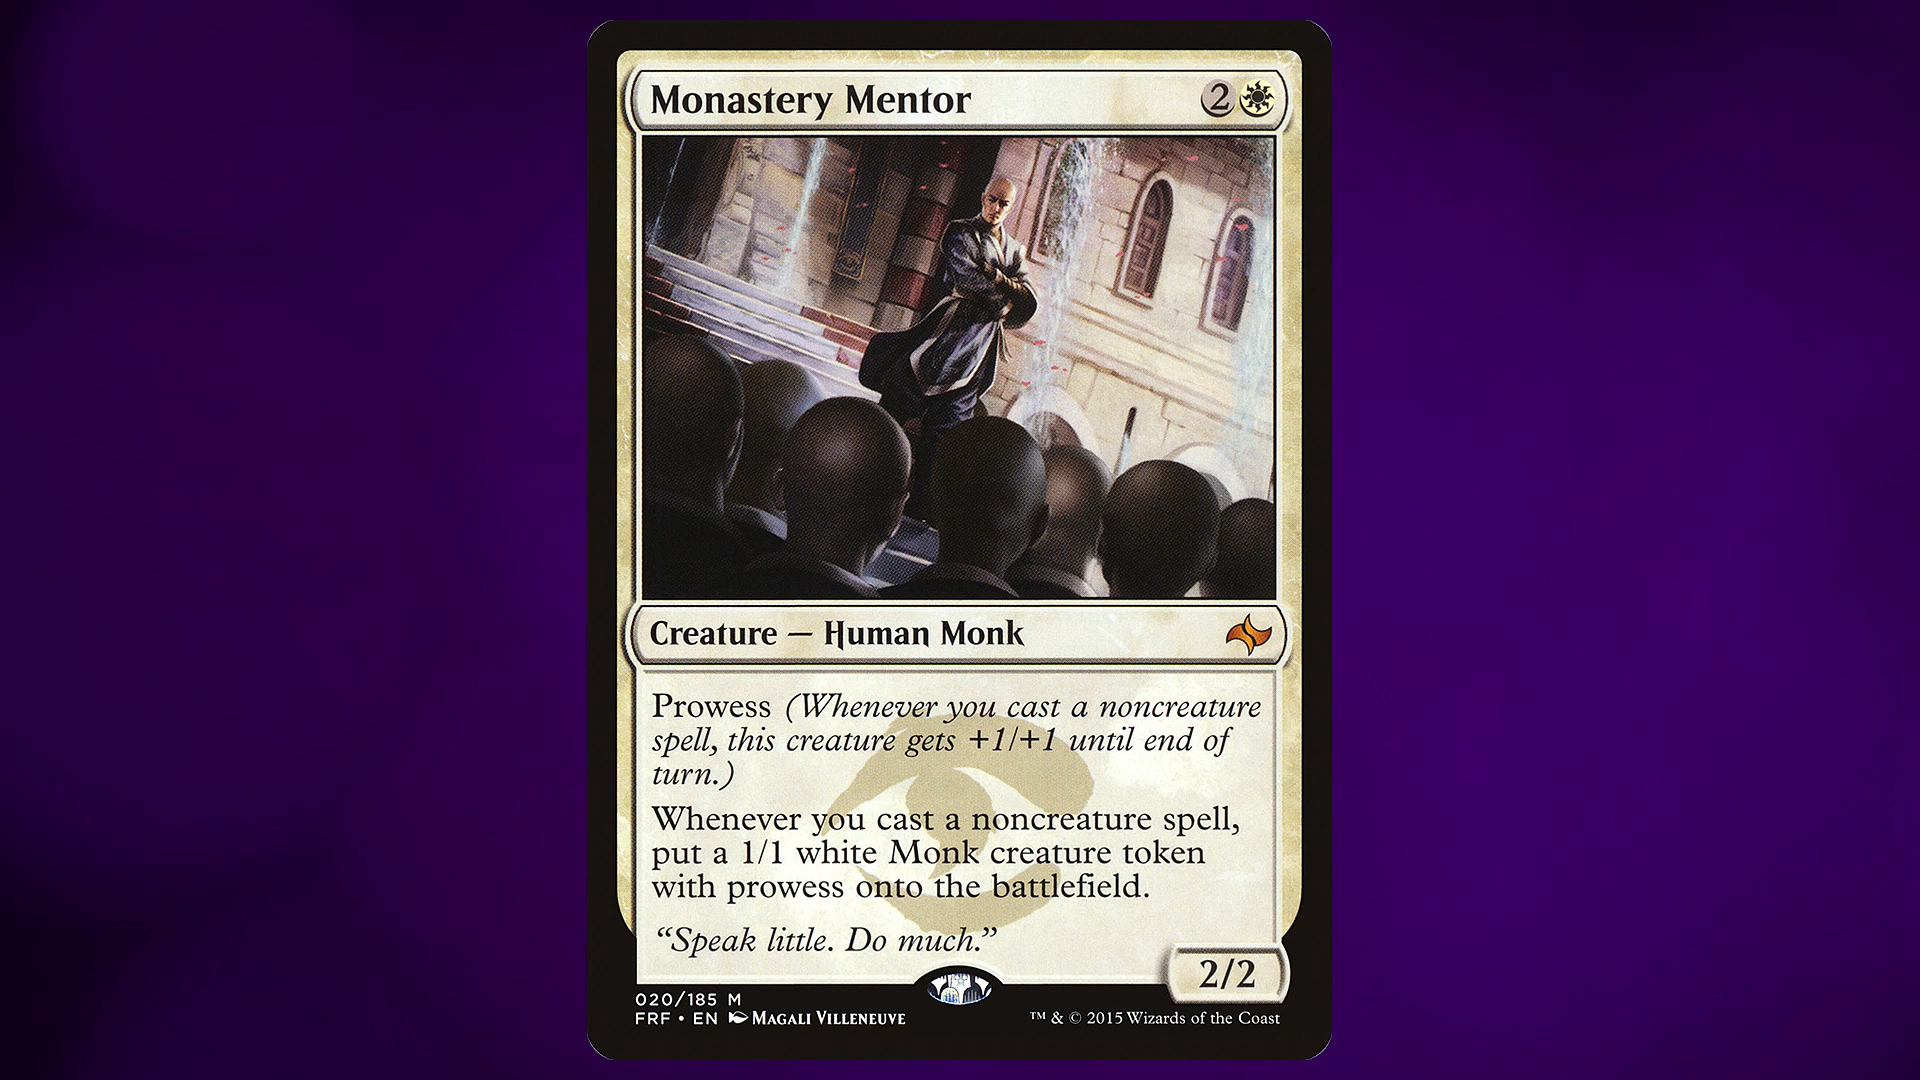 Monastery Mentor 2
Creature — Human Monk
Prowess (Whenever you cast a noncreature
spell, this creature gets +1/+1 until end of
turn.)
Whenever you cast a noncreature spell,
put a 1/1 white Monk creature token
with prowess onto the battlefield.
“Speak little. Do much.”
2/2
020/185 M
FRF • EN MAGALI VILLENEUVE
™ & © 2015 Wizards of the Coast